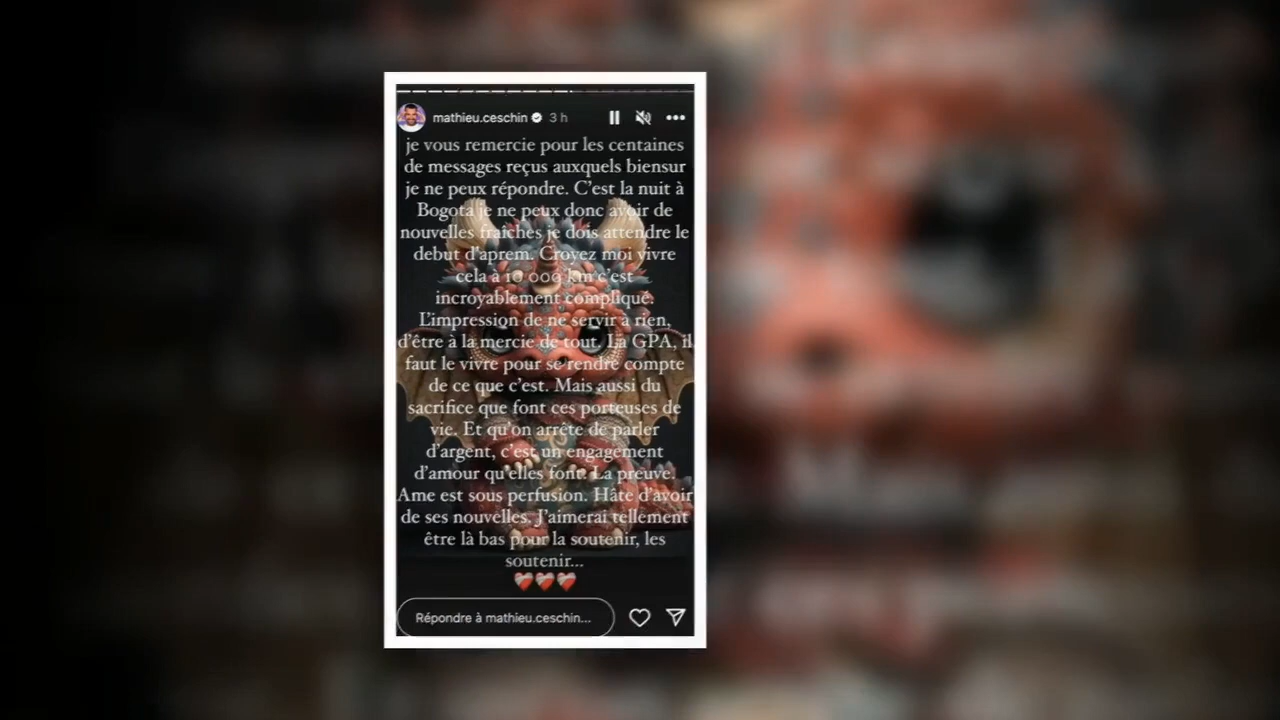 mathieu.ceschin 3 h
je vous remercie pour les centaines
de messages reçus auxquels biensur
je ne peux répondre. C'est la nuit à
Bogota je ne peux donc avoir de
nouvelles fraiches je dois attendre le
debut d'aprem. Croyez moi vivre
cela à 10 000 km c'est
incroyablement compliqué.
L'impression de ne servir à rien,
d'être à la mercie de tout. La GPA, il
faut le vivre pour se rendre compte
de ce que c'est. Mais aussi du
sacrifice que font ces porteuses de
vie. Et qu'on arrête de parler
d'argent, c'est un engagement
d'amour qu'elles font. La preuve.
Ame est sous perfusion. Hâte d'avoir
de ses nouvelles. J'aimerai tellement
être là bas pour la soutenir, les
soutenir...
Répondre à mathieu.ceschin...